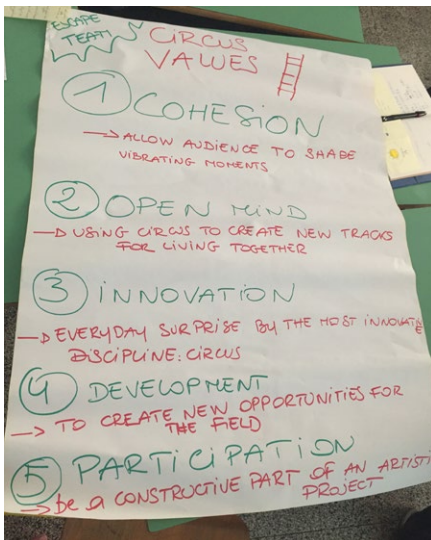 ESCAPE
TEAM
CIRCUS
VALUES
1 COHESION
→ ALLOW AUDIENCE TO SHARE
VIBRATING MOMENTS
2 OPEN MIND
→ USING CIRCUS TO CREATE NEW TRACKS
FOR LIVING TOGETHER
3 INNOVATION
→ EVERYDAY SURPRISE BY THE MOST INNOVATIVE
DISCIPLINE: CIRCUS
4 DEVELOPMENT
→ TO CREATE NEW OPPORTUNITIES FOR
THE FIELD
5 PARTICIPATION
→ be a CONSTRUCTIVE PART OF AN ARTISTIC
PROJECT